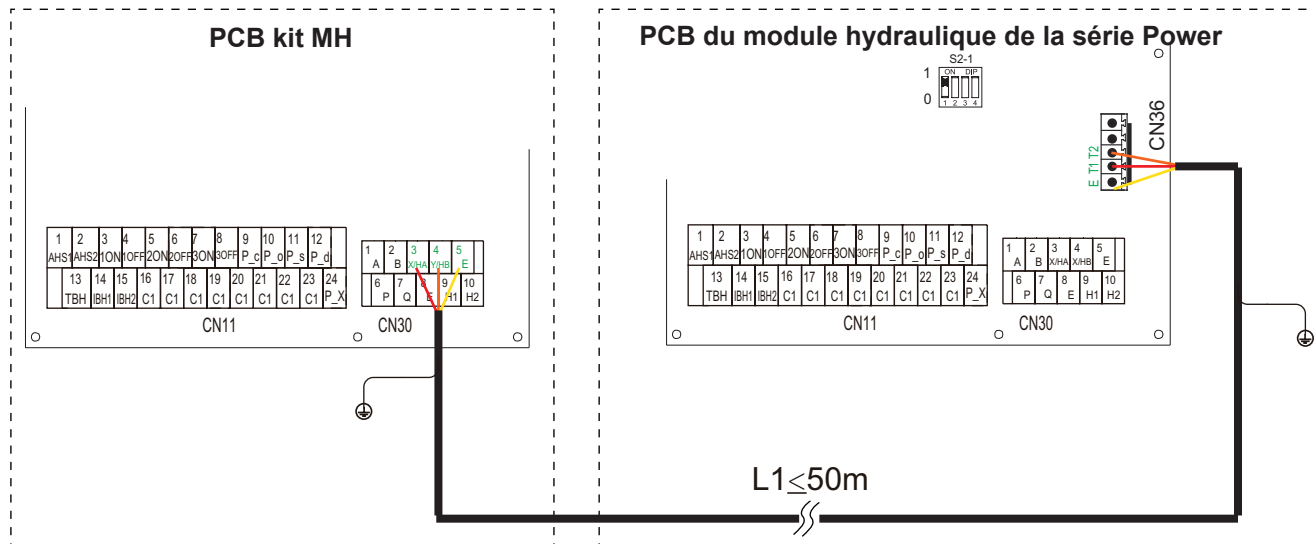 PCB kit MH
PCB du module hydraulique de la série Power
S2-1
1
0
ON DIP
1 2 3 4
CN36
E T1 T2
1 2 3 4 5 6 7 8 9 10 11 12
AHS1 AHS2 1ON 1OFF 2ON 2OFF 3ON 3OFF P_c P_o P_s P_d
13 14 15 16 17 18 19 20 21 22 23 24
TBH IBH1 IBH2 C1 C1 C1 C1 C1 C1 C1 C1 P_X
CN11
1 2 3 4 5
A B X/HA Y/HB E
6 7 8 9 10
P Q E H1 H2
CN30
1 2 3 4 5 6 7 8 9 10 11 12
AHS1 AHS2 1ON 1OFF 2ON 2OFF 3ON 3OFF P_c P_o P_s P_d
13 14 15 16 17 18 19 20 21 22 23 24
TBH IBH1 IBH2 C1 C1 C1 C1 C1 C1 C1 C1 P_X
CN11
1 2 3 4 5
A B X/HA X/HB E
6 7 8 9 10
P Q E H1 H2
CN30
L1≤50m